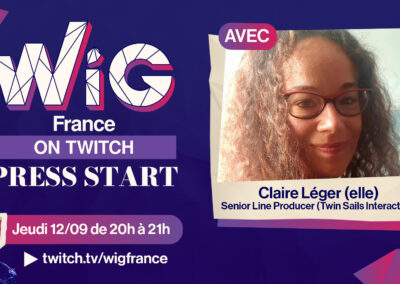 WiG
France
ON TWITCH
PRESS START
Jeudi 12/09 de 20h à 21h
twitch.tv/wigfrance
AVEC
Claire Léger (elle)
Senior Line Producer (Twin Sails Interact